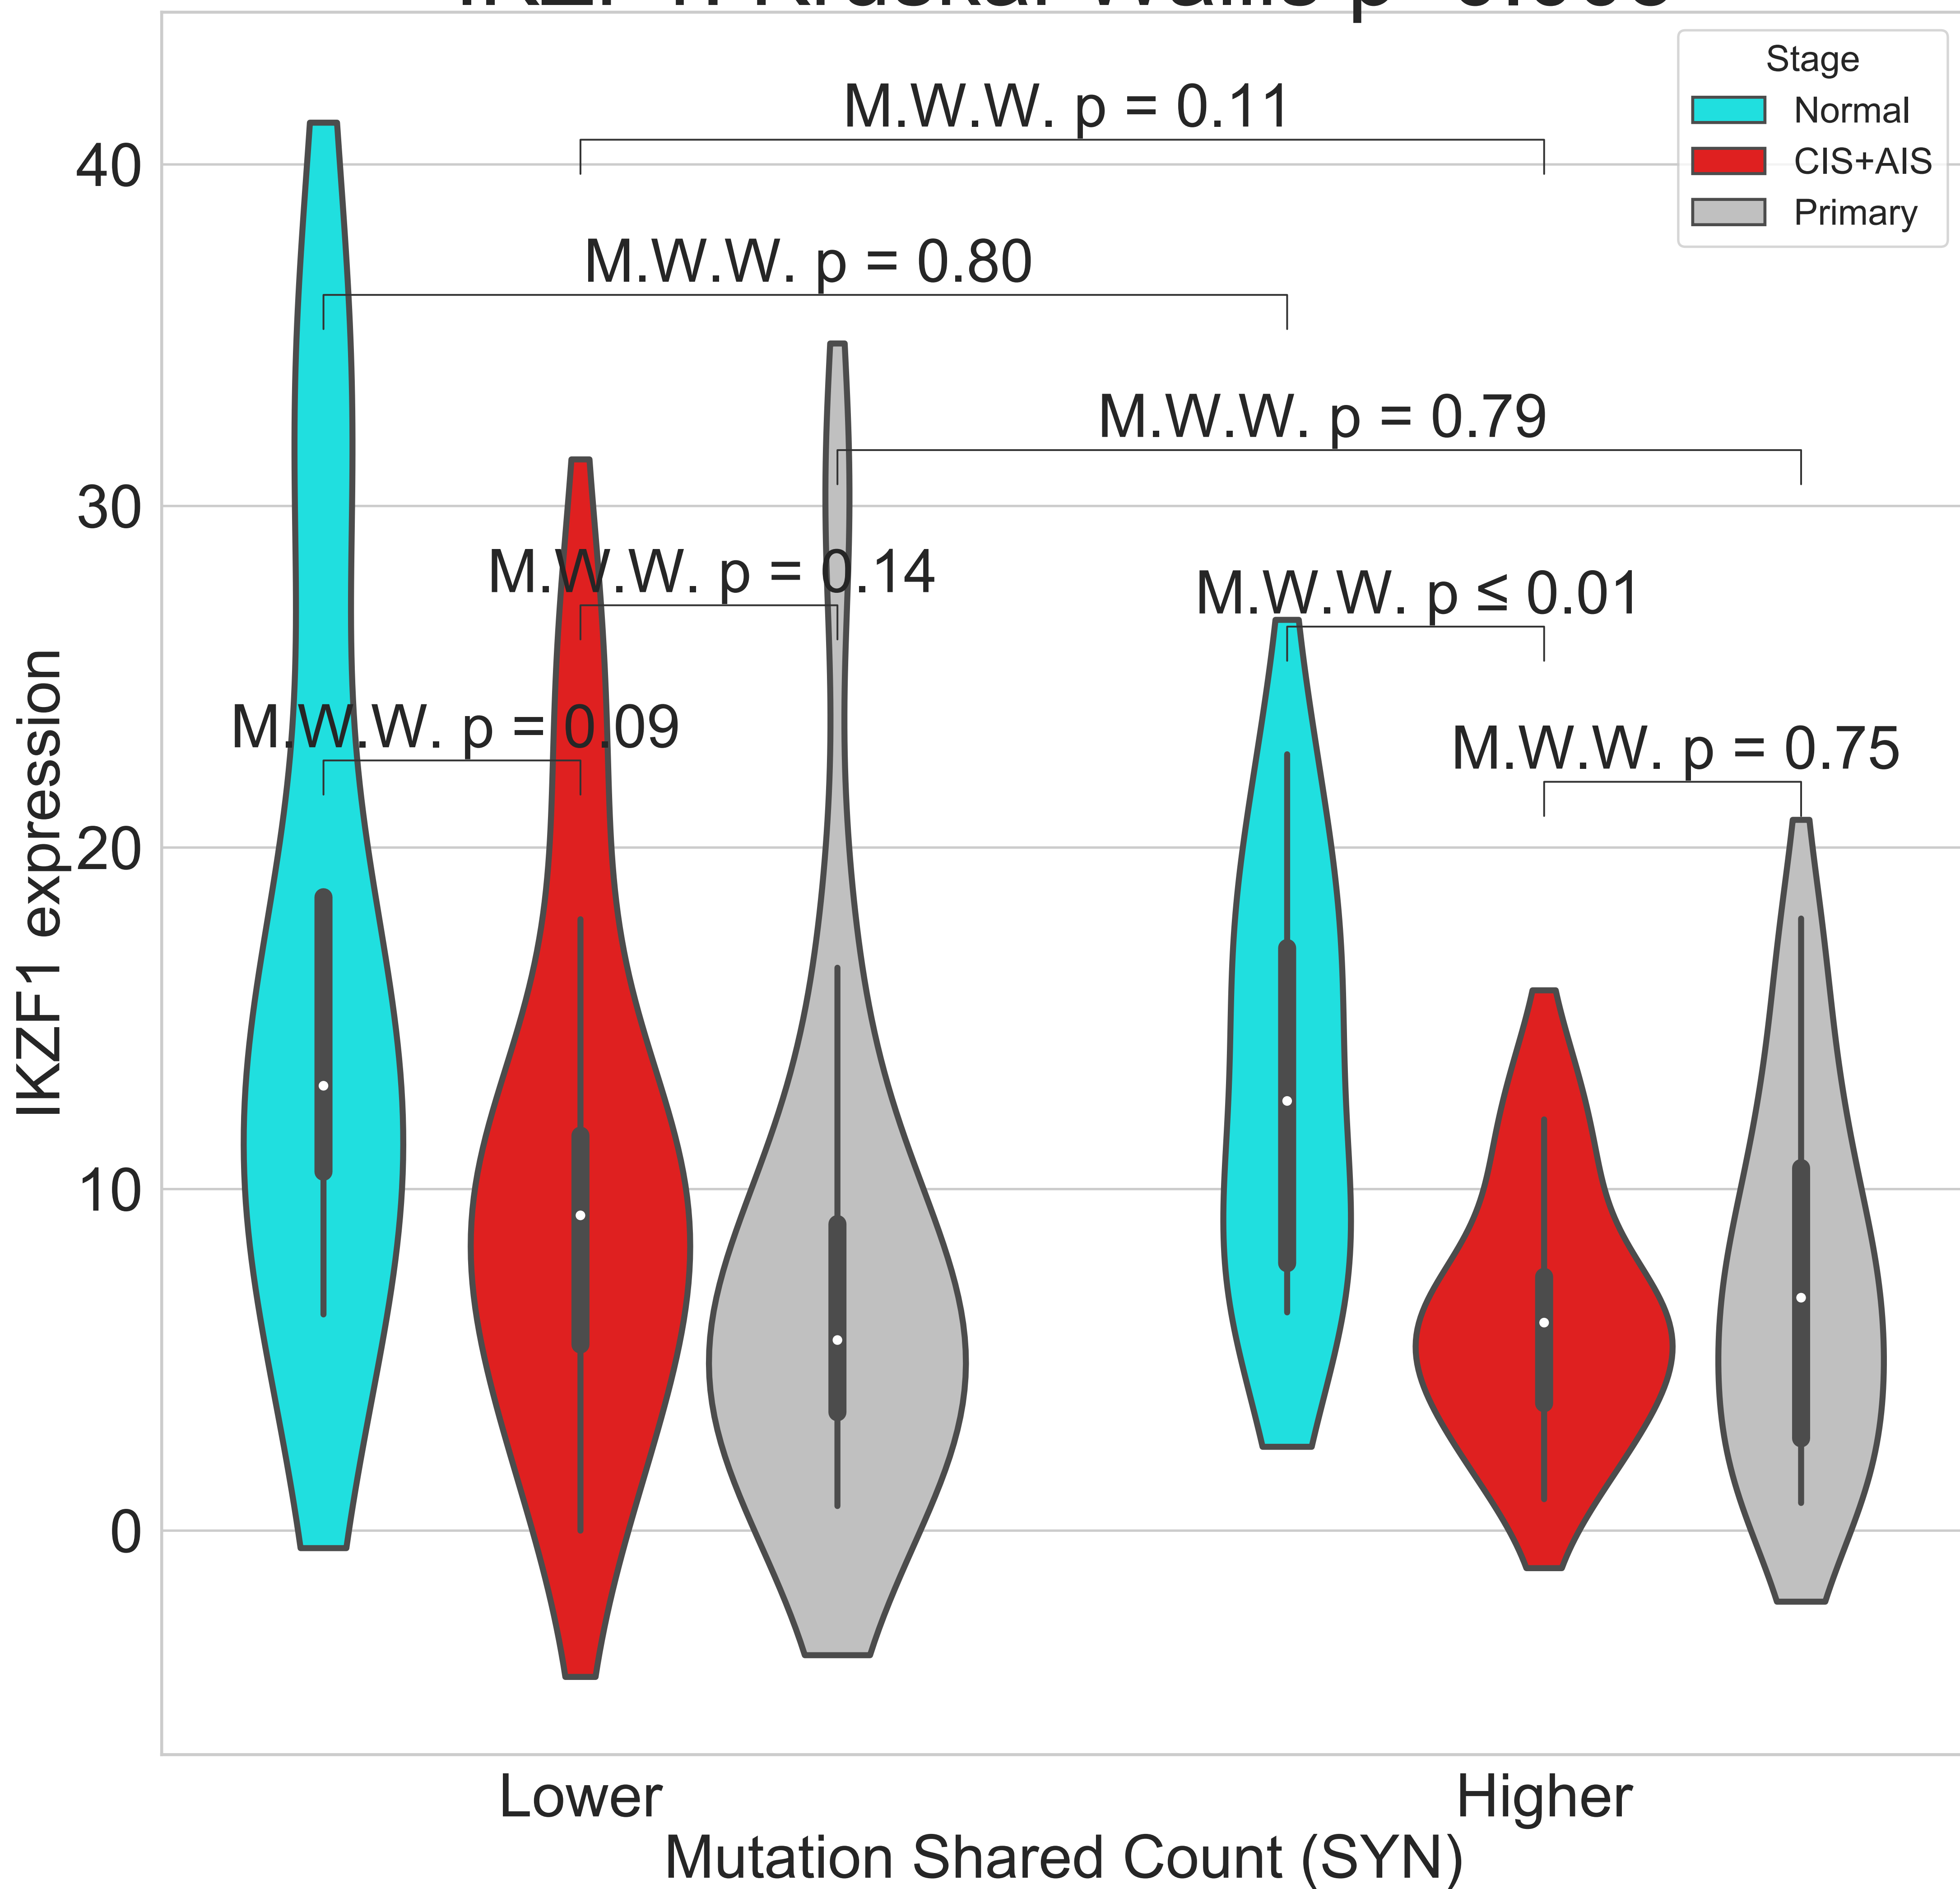 Stage
Normal
CIS+AIS
Primary
M.W.W. p = 0.11
M.W.W. p = 0.80
M.W.W. p = 0.79
M.W.W. p = 0.14
M.W.W. p ≤ 0.01
M.W.W. p = 0.09
M.W.W. p = 0.75
40
30
20
10
0
IKZF1 expression
Lower
Higher
Mutation Shared Count (SYN)